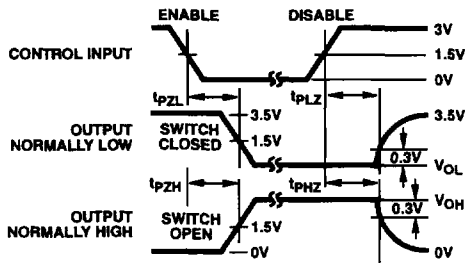 ENABLE DISABLE
3V
CONTROL INPUT 1.5V
0V
tPZL tPLZ
3.5V 3.5V
OUTPUT NORMALLY LOW
SWITCH CLOSED
1.5V
0.3V
VOL
tPZH tPHZ
VOH
OUTPUT NORMALLY HIGH
SWITCH OPEN
1.5V
0.3V
0V 0V